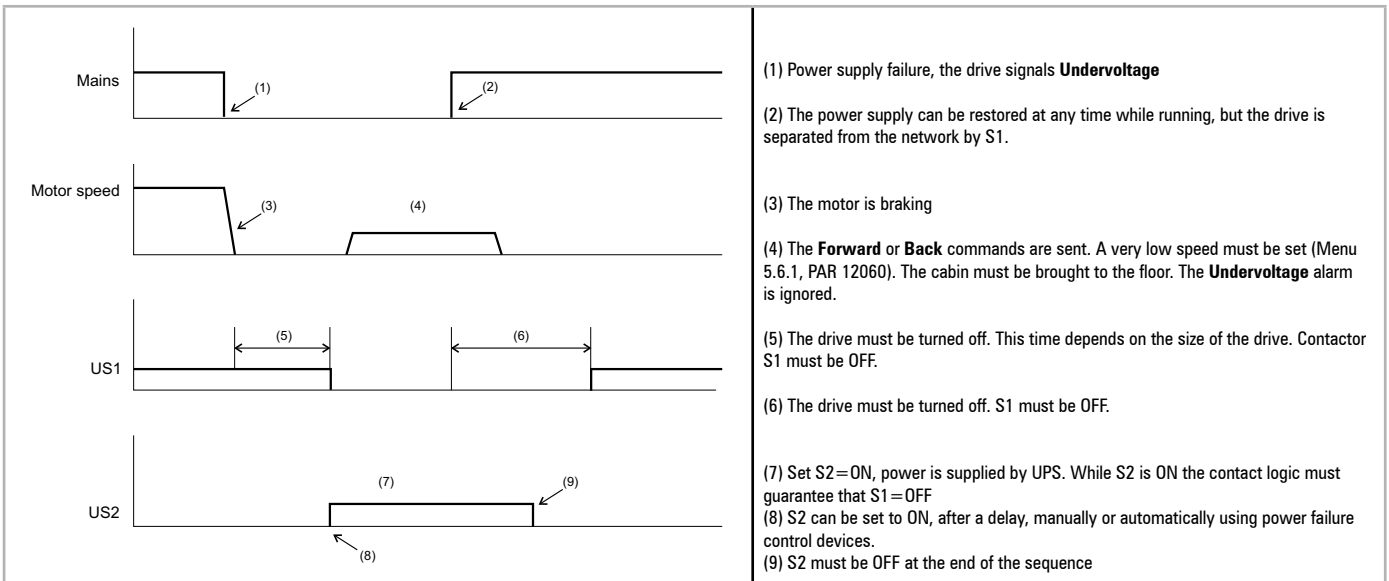 Mains
(1)
(2)
Motor speed
(3)
(4)
US1
(5)
(6)
US2
(7)
(9)
(8)
(1) Power supply failure, the drive signals Undervoltage
(2) The power supply can be restored at any time while running, but the drive is
separated from the network by S1.
(3) The motor is braking
(4) The Forward or Back commands are sent. A very low speed must be set (Menu
5.6.1, PAR 12060). The cabin must be brought to the floor. The Undervoltage alarm
is ignored.
(5) The drive must be turned off. This time depends on the size of the drive. Contactor
S1 must be OFF.
(6) The drive must be turned off. S1 must be OFF.
(7) Set S2=ON, power is supplied by UPS. While S2 is ON the contact logic must
guarantee that S1=OFF
(8) S2 can be set to ON, after a delay, manually or automatically using power failure
control devices.
(9) S2 must be OFF at the end of the sequence